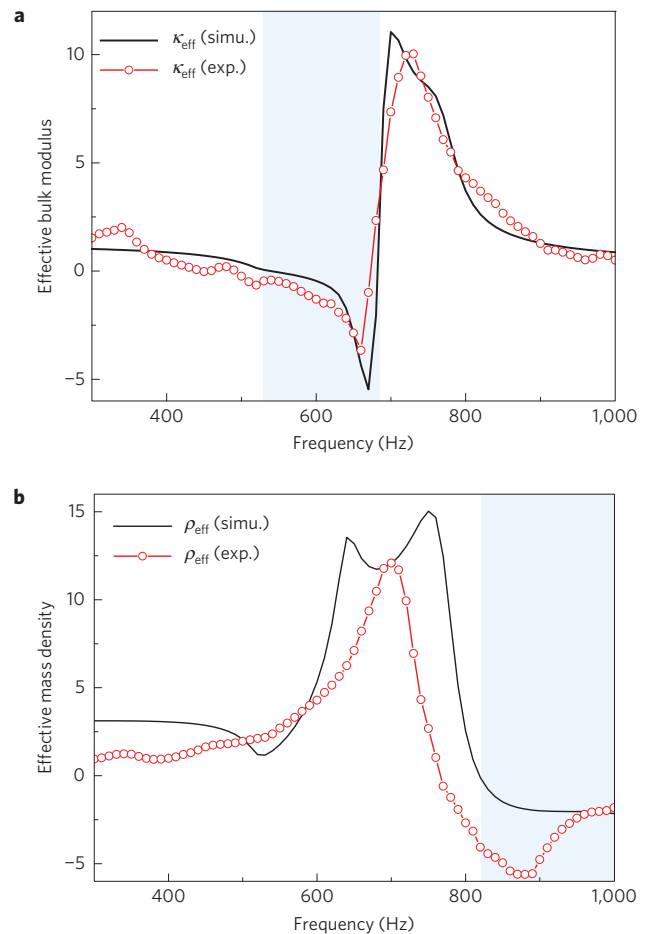 a
10
5
0
−5
Effective bulk modulus
κeff (simu.)
κeff (exp.)
400
600
800
1,000
Frequency (Hz)
b
15
10
5
0
−5
Effective mass density
ρeff (simu.)
ρeff (exp.)
400
600
800
1,000
Frequency (Hz)